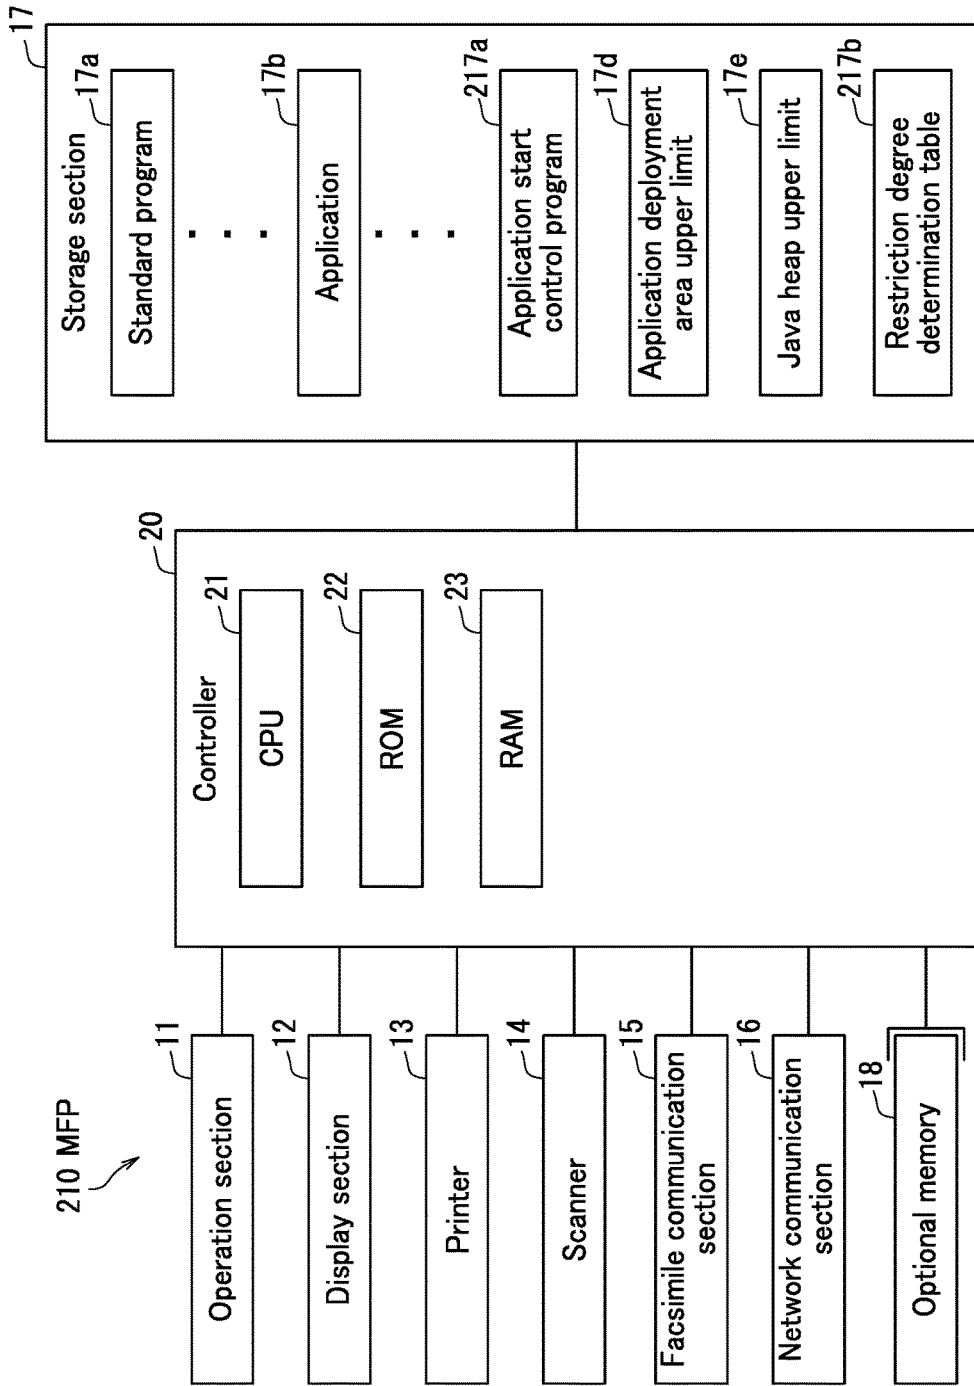 210 MFP
11
Operation section
12
Display section
13
Printer
14
Scanner
15
Facsimile communication
section
16
Network communication
section
18
Optional memory
20
Controller
21
CPU
22
ROM
23
RAM
17
Storage section
17a
Standard program
17b
Application
217a
Application start
control program
17d
Application deployment
area upper limit
17e
Java heap upper limit
217b
Restriction degree
determination table